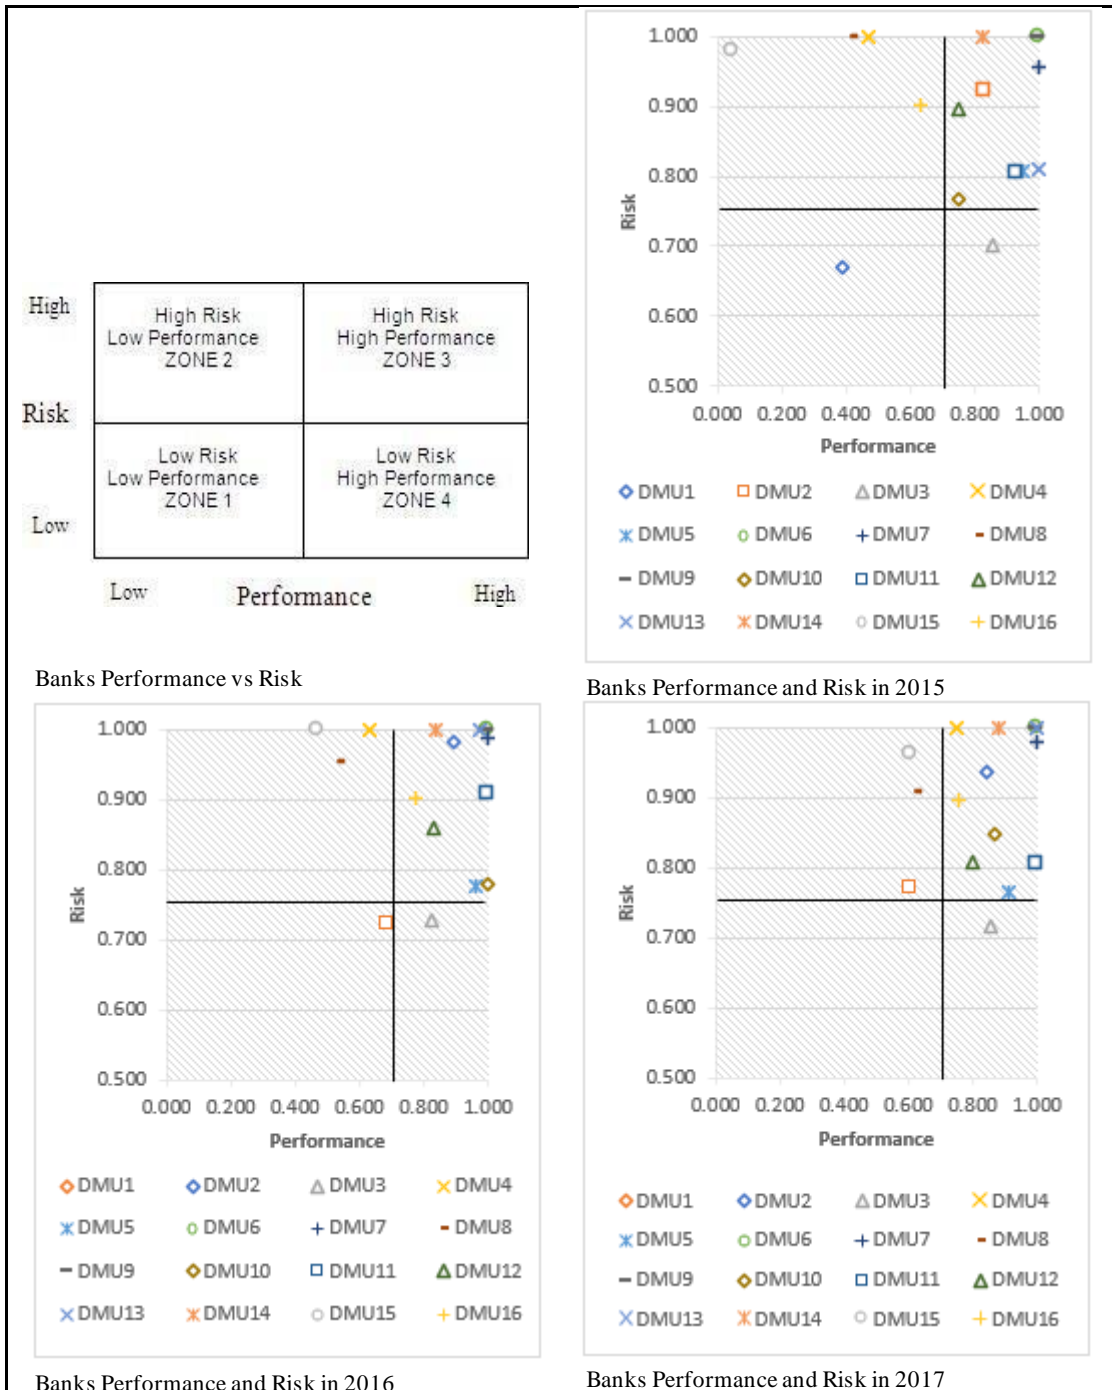 High
Risk
Low
High Risk
Low Performance
ZONE 2
High Risk
High Performance
ZONE 3
Low Risk
Low Performance
ZONE 1
Low Risk
High Performance
ZONE 4
Low Performance High
Banks Performance vs Risk
1.000
0.900
0.800
0.700
0.600
0.500
Risk
0.000 0.200 0.400 0.600 0.800 1.000
Performance
DMU1 DMU2 DMU3 DMU4
DMU5 DMU6 DMU7 DMU8
DMU9 DMU10 DMU11 DMU12
DMU13 DMU14 DMU15 DMU16
Banks Performance and Risk in 2015
1.000
0.900
0.800
0.700
0.600
0.500
Risk
0.000 0.200 0.400 0.600 0.800 1.000
Performance
DMU1 DMU2 DMU3 DMU4
DMU5 DMU6 DMU7 DMU8
DMU9 DMU10 DMU11 DMU12
DMU13 DMU14 DMU15 DMU16
Banks Performance and Risk in 2016
1.000
0.900
0.800
0.700
0.600
0.500
Risk
0.000 0.200 0.400 0.600 0.800 1.000
Performance
DMU1 DMU2 DMU3 DMU4
DMU5 DMU6 DMU7 DMU8
DMU9 DMU10 DMU11 DMU12
DMU13 DMU14 DMU15 DMU16
Banks Performance and Risk in 2017